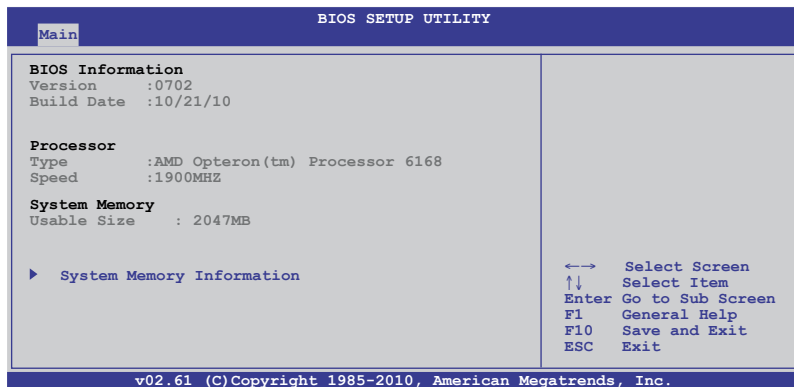 BIOS SETUP UTILITY
Main
BIOS Information
Version :0702
Build Date :10/21/10
Processor
Type :AMD Opteron(tm) Processor 6168
Speed :1900MHZ
System Memory
Usable Size : 2047MB
System Memory Information
←→ Select Screen
↑↓ Select Item
Enter Go to Sub Screen
F1 General Help
F10 Save and Exit
ESC Exit
v02.61 (C)Copyright 1985-2010, American Megatrends, Inc.